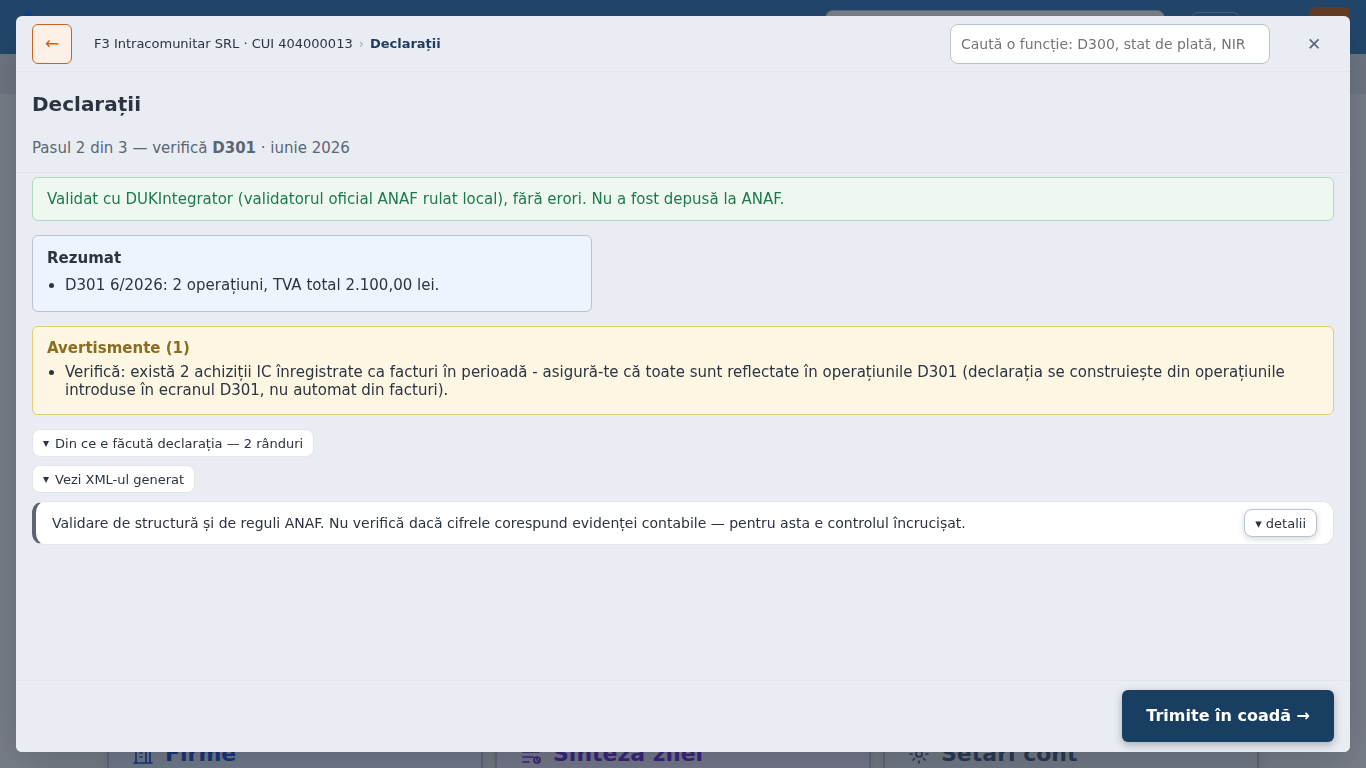 ←
F3 Intracomunitar SRL · CUI 404000013 › Declarații
Caută o funcție: D300, stat de plată, NIR
✕
Declarații
Pasul 2 din 3 — verifică D301 · iunie 2026
Validat cu DUKIntegrator (validatorul oficial ANAF rulat local), fără erori. Nu a fost depusă la ANAF.
Rezumat
• D301 6/2026: 2 operațiuni, TVA total 2.100,00 lei.
Avertismente (1)
• Verifică: există 2 achiziții IC înregistrate ca facturi în perioadă - asigură-te că toate sunt reflectate în operațiunile D301 (declarația se construiește din operațiunile
introduse în ecranul D301, nu automat din facturi).
▾ Din ce e făcută declarația — 2 rânduri
▾ Vezi XML-ul generat
Validare de structură și de reguli ANAF. Nu verifică dacă cifrele corespund evidenței contabile — pentru asta e controlul încrucișat.
▾ detalii
Trimite în coadă →
Firme
Sinteza zilei
Setări cont